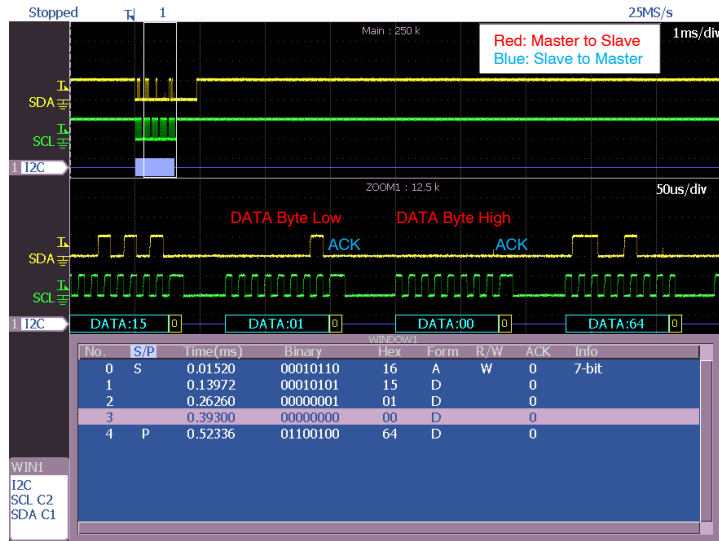 Stopped 1 25MS/s
Main : 250 k
Red: Master to Slave
Blue: Slave to Master
1ms/div
SDA
SCL
1 I2C
ZOOM1 : 12.5 k 50us/div
DATA Byte Low DATA Byte High
ACK ACK
SDA
SCL
1 I2C DATA:15 0 DATA:01 0 DATA:00 0 DATA:64 0
WINDOW1
No. S/P Time(ms) Binary Hex Form R/W ACK Info
0 S 0.01520 00010110 16 A W 0 7-bit
1 0.13972 00010101 15 D 0
2 0.26260 00000001 01 D 0
3 0.39300 00000000 00 D 0
4 P 0.52336 01100100 64 D 0
WIN1
I2C
SCL C2
SDA C1